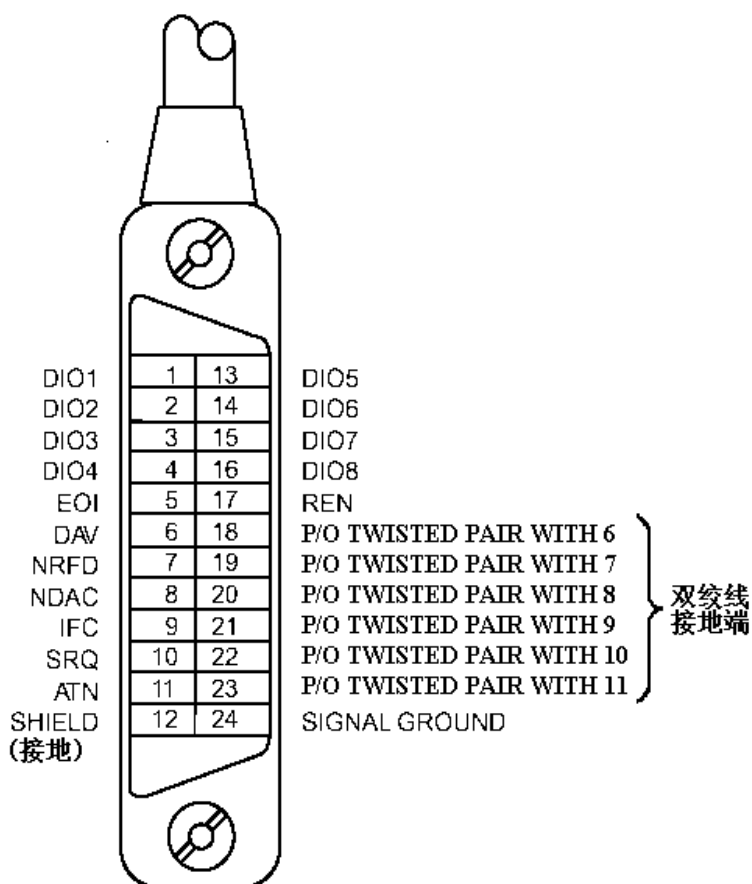 DIO1 1 13 DIO5
DIO2 2 14 DIO6
DIO3 3 15 DIO7
DIO4 4 16 DIO8
EOI 5 17 REN
DAV 6 18 P/O TWISTED PAIR WITH 6
NRFD 7 19 P/O TWISTED PAIR WITH 7
NDAC 8 20 P/O TWISTED PAIR WITH 8
IFC 9 21 P/O TWISTED PAIR WITH 9
SRQ 10 22 P/O TWISTED PAIR WITH 10
ATN 11 23 P/O TWISTED PAIR WITH 11
SHIELD 12 24 SIGNAL GROUND
(接地)
双绞线
接地端